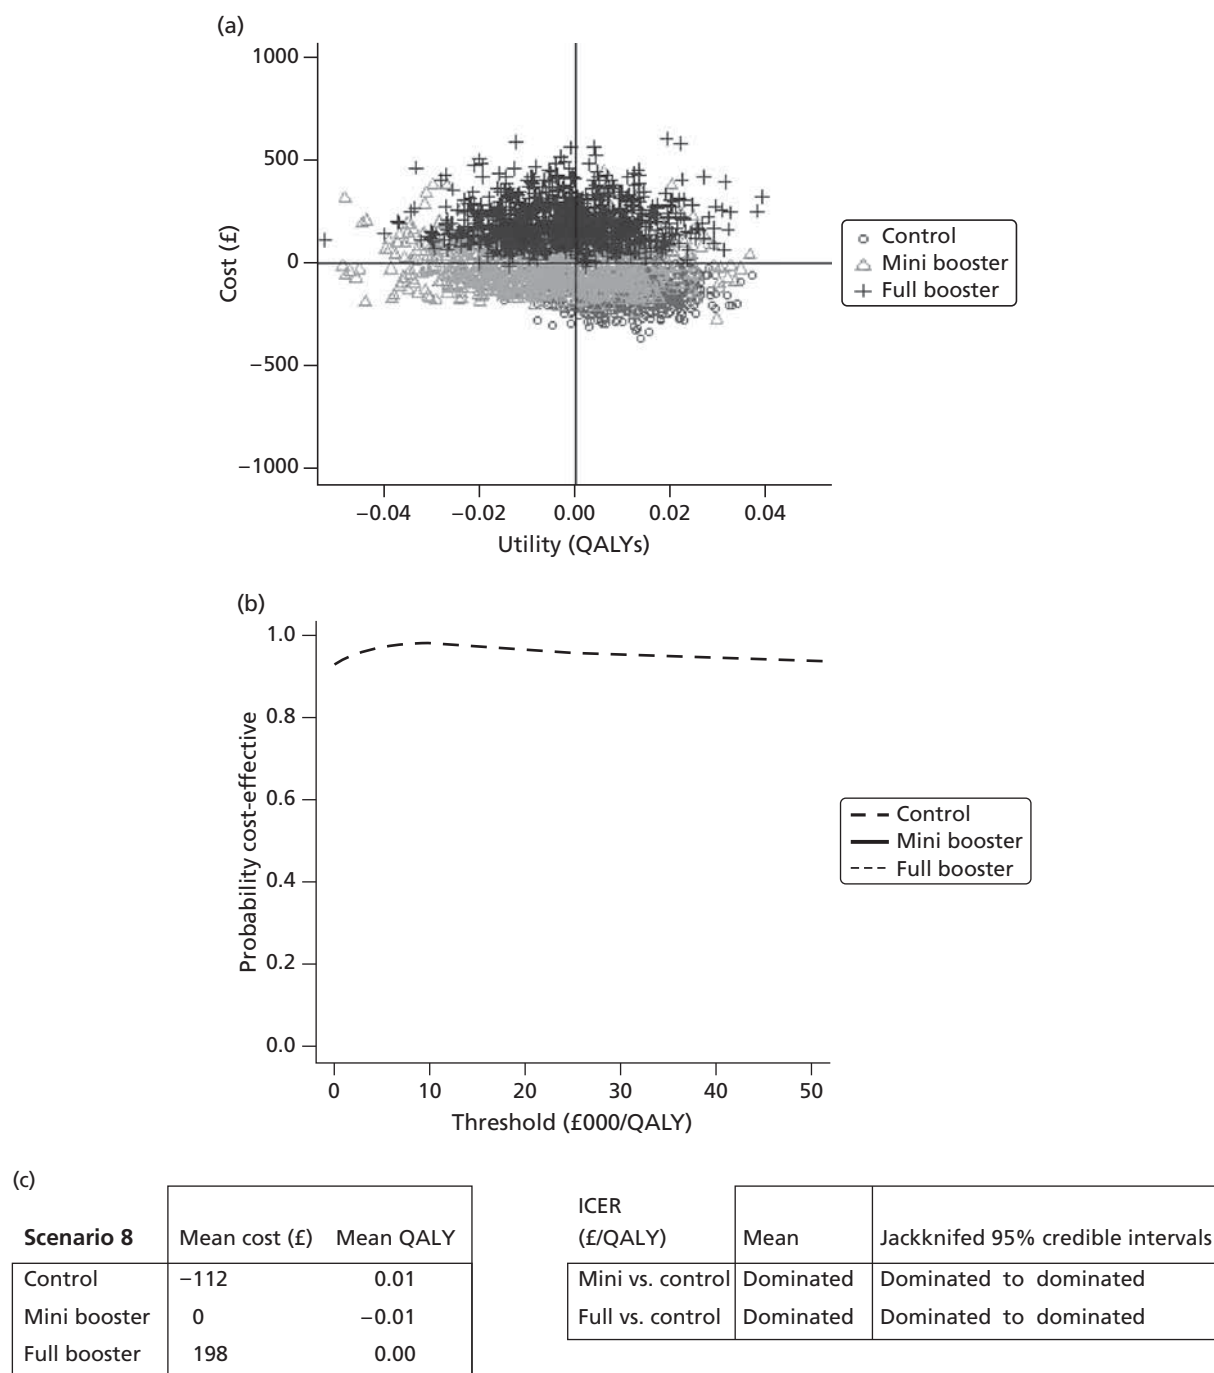 (a)
1000
500
0
−500
−1000
Cost (£)
−0.04 −0.02 0.00 0.02 0.04
Utility (QALYs)
Control
Mini booster
Full booster
(b)
1.0
0.8
0.6
0.4
0.2
0.0
Probability cost-effective
0 10 20 30 40 50
Threshold (£000/QALY)
Control
Mini booster
Full booster
(c)
Scenario 8 Mean cost (£) Mean QALY
Control −112 0.01
Mini booster 0 −0.01
Full booster 198 0.00
ICER
(£/QALY) Mean Jackknifed 95% credible intervals
Mini vs. control Dominated Dominated to dominated
Full vs. control Dominated Dominated to dominated